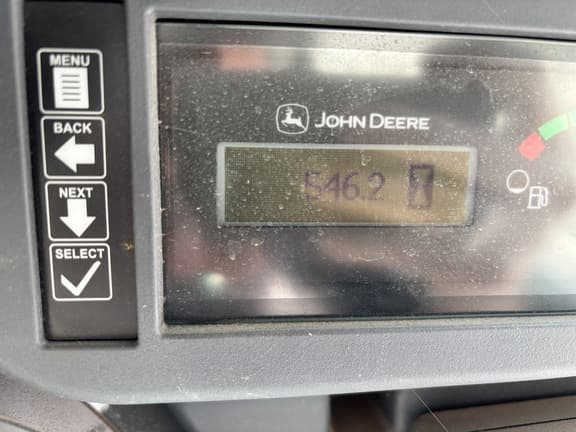 MENU
BACK
NEXT
SELECT
JOHN DEERE
546.2